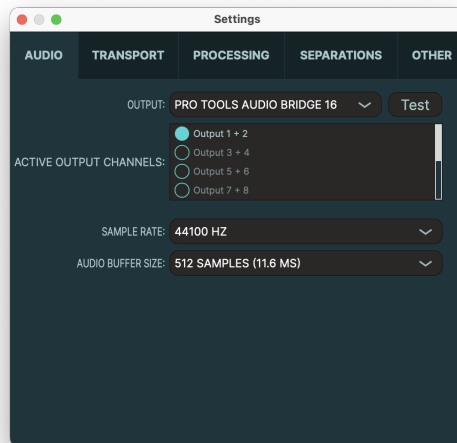 Settings
AUDIO TRANSPORT PROCESSING SEPARATIONS OTHER
OUTPUT: PRO TOOLS AUDIO BRIDGE 16 Test
ACTIVE OUTPUT CHANNELS:
Output 1 + 2
Output 3 + 4
Output 5 + 6
Output 7 + 8
SAMPLE RATE: 44100 HZ
AUDIO BUFFER SIZE: 512 SAMPLES (11.6 MS)